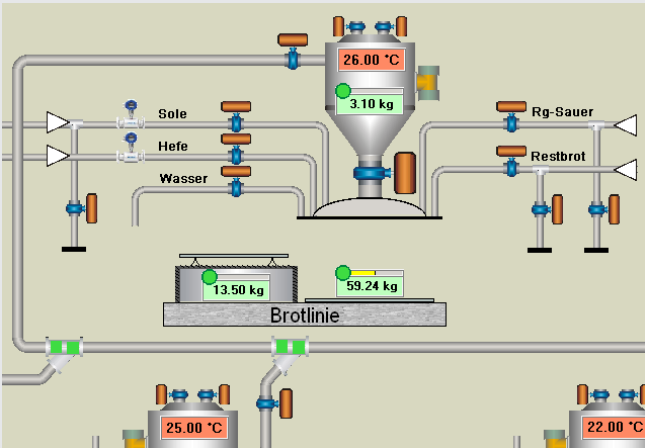 26.00 °C
3.10 kg
Sole
Rg-Sauer
Hefe
Restbrot
Wasser
13.50 kg
59.24 kg
Brotlinie
25.00 °C
22.00 °C